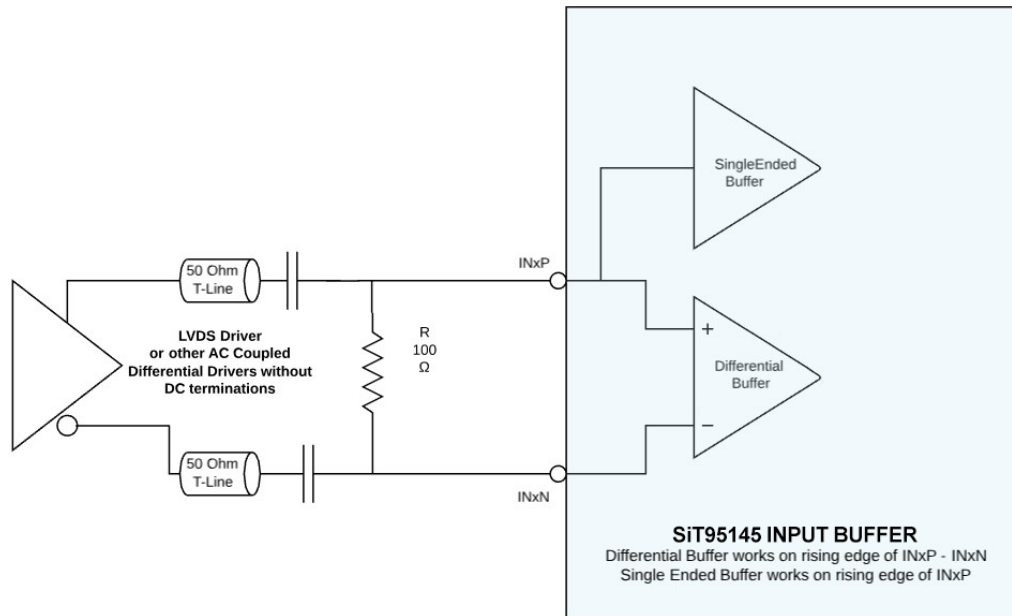 SingleEnded
Buffer
INxP
50 Ohm
T-Line
LVDS Driver
or other AC Coupled
Differential Drivers without
DC terminations
R
100
Ω
+
Differential
Buffer
−
50 Ohm
T-Line
INxN
SiT95145 INPUT BUFFER
Differential Buffer works on rising edge of INxP - INxN
Single Ended Buffer works on rising edge of INxP